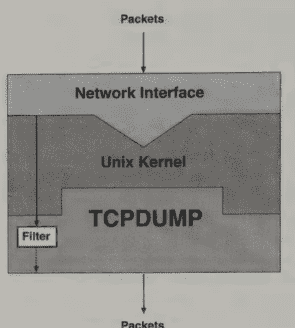 Packets
Network Interface
Unix Kernel
TCPDUMP
Filter
Packets